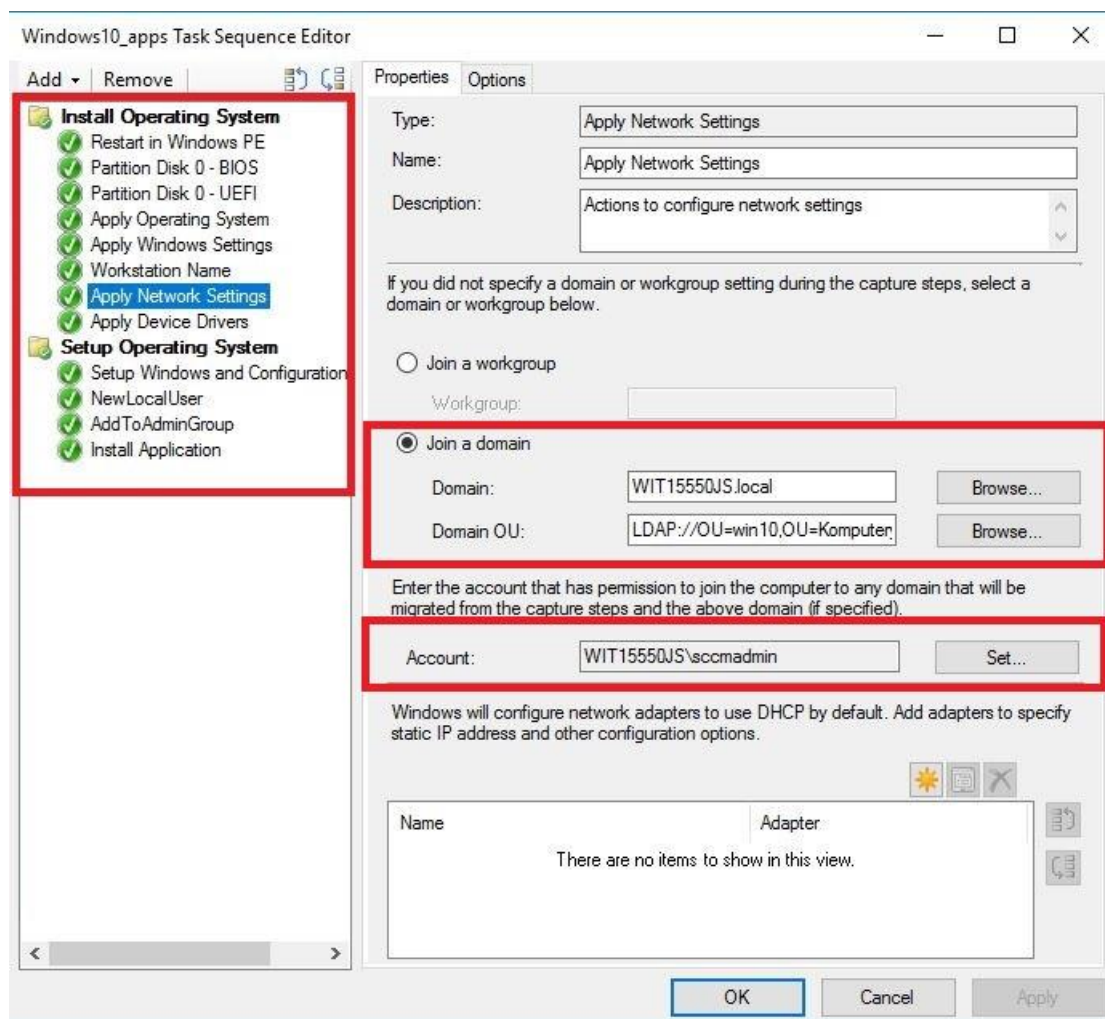 Windows10_apps Task Sequence Editor
Add
Remove
Install Operating System
Restart in Windows PE
Partition Disk 0 - BIOS
Partition Disk 0 - UEFI
Apply Operating System
Apply Windows Settings
Workstation Name
Apply Network Settings
Apply Device Drivers
Setup Operating System
Setup Windows and Configuration
NewLocalUser
AddToAdminGroup
Install Application
Properties
Options
Type:
Apply Network Settings
Name:
Apply Network Settings
Description:
Actions to configure network settings
If you did not specify a domain or workgroup setting during the capture steps, select a
domain or workgroup below.
Join a workgroup
Workgroup:
Join a domain
Domain:
WIT15550JS.local
Browse...
Domain OU:
LDAP://OU=win10,OU=Komputer
Browse...
Enter the account that has permission to join the computer to any domain that will be
migrated from the capture steps and the above domain (if specified).
Account:
WIT15550JS\sccmadmin
Set...
Windows will configure network adapters to use DHCP by default. Add adapters to specify
static IP address and other configuration options.
Name
Adapter
There are no items to show in this view.
OK
Cancel
Apply